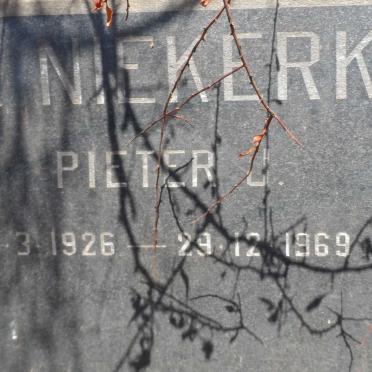 NIEKERK
PIETER J.
-3-1926 — 29-12-1969